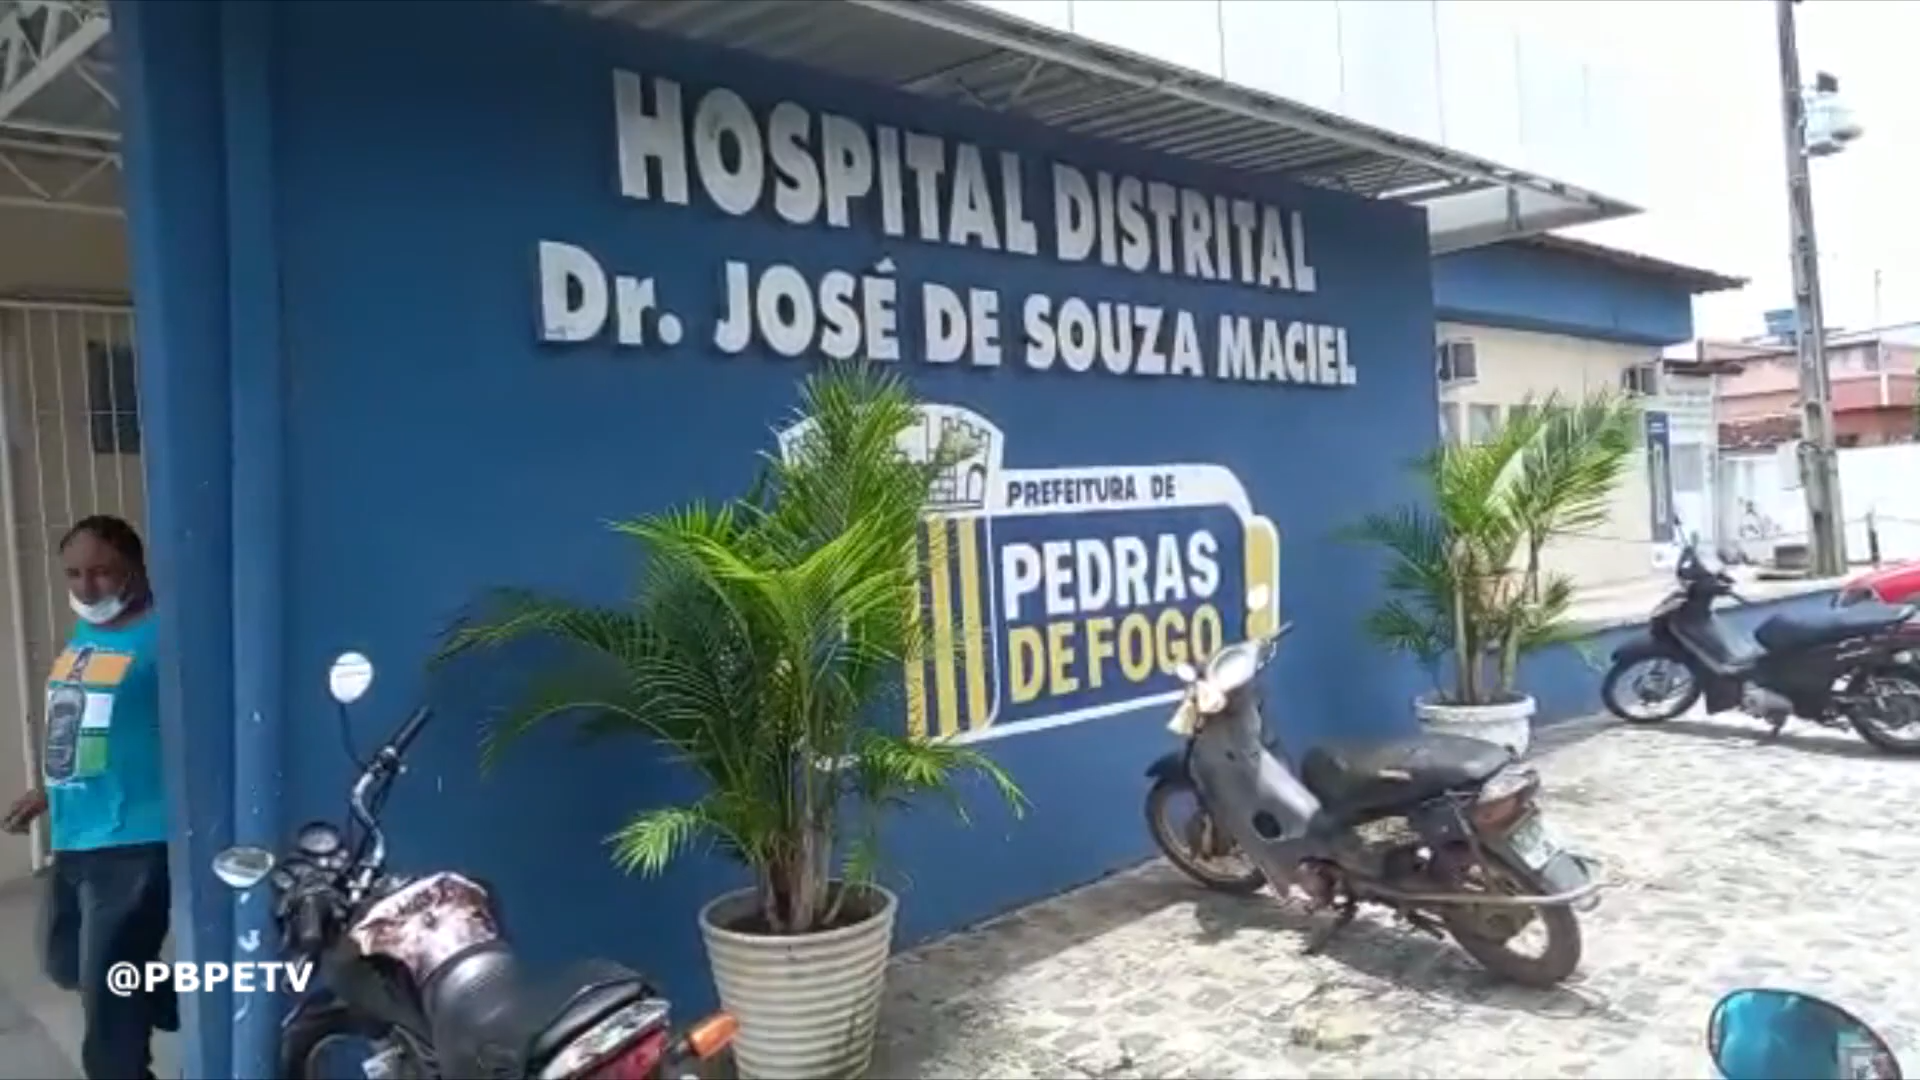 HOSPITAL DISTRITAL
Dr. JOSÉ DE SOUZA MACIEL
PREFEITURA DE
PEDRAS
DE FOGO
@PBPETV